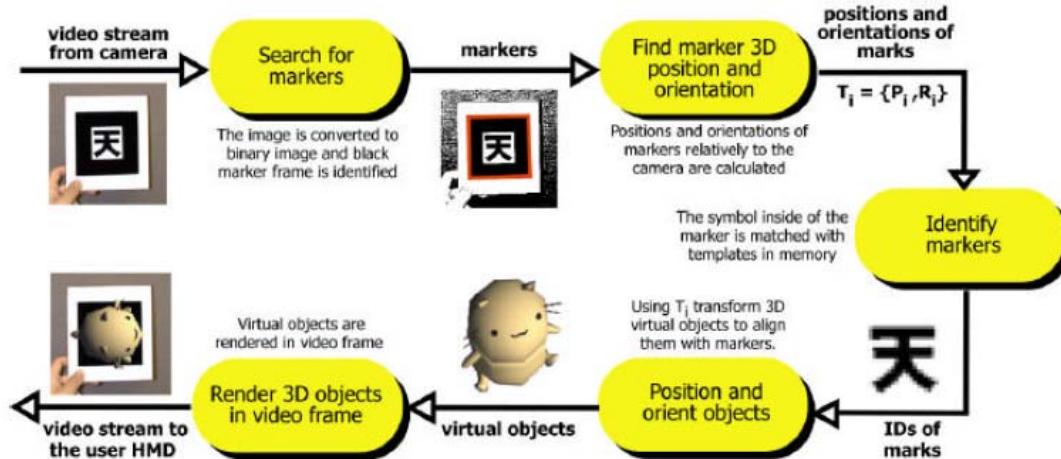 video stream
from camera
Search for
markers
The image is converted to
binary image and black
marker frame is identified
markers
Find marker 3D
position and
orientation
Positions and orientations of
markers relatively to the
camera are calculated
positions and
orientations of
marks
Tᵢ = {Pᵢ,Rᵢ}
天
天
Identify
markers
The symbol inside of the
marker is matched with
templates in memory
天
IDs of
marks
Using Tᵢ transform 3D
virtual objects to align
them with markers.
Position and
orient objects
virtual objects
Virtual objects are
rendered in video frame
Render 3D objects
in video frame
video stream to
the user HMD